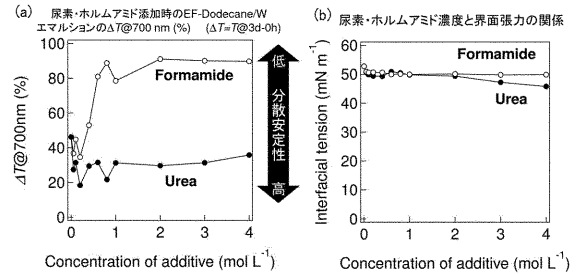 (a) 尿素・ホルムアミド添加時のEF-Dodecane/W
エマルションのΔT@700 nm (%) (ΔT=T@3d-0h)
ΔT@700nm (%)
100
80
60
40
20
0
Formamide
Urea
0 1 2 3 4
Concentration of additive (mol L-1)
低
分散安定性
高
(b) 尿素・ホルムアミド濃度と界面張力の関係
Interfacial tension (mN m-1)
60
50
40
30
20
10
0
Formamide
Urea
0 1 2 3 4
Concentration of additive (mol L-1)